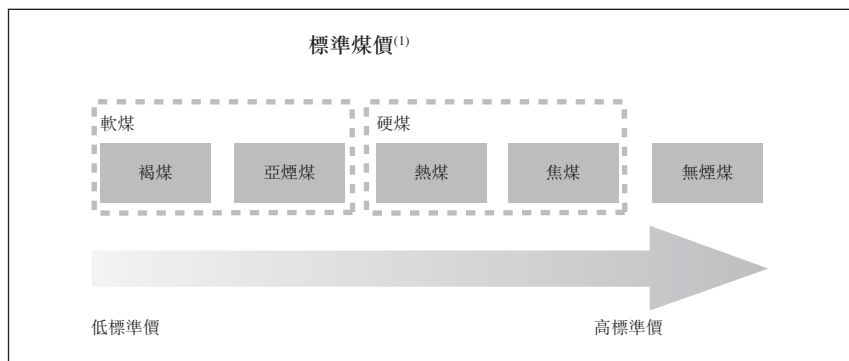 標準煤價(1)
軟煤
硬煤
褐煤 亞煙煤 熱煤 焦煤 無煙煤
低標準價 高標準價